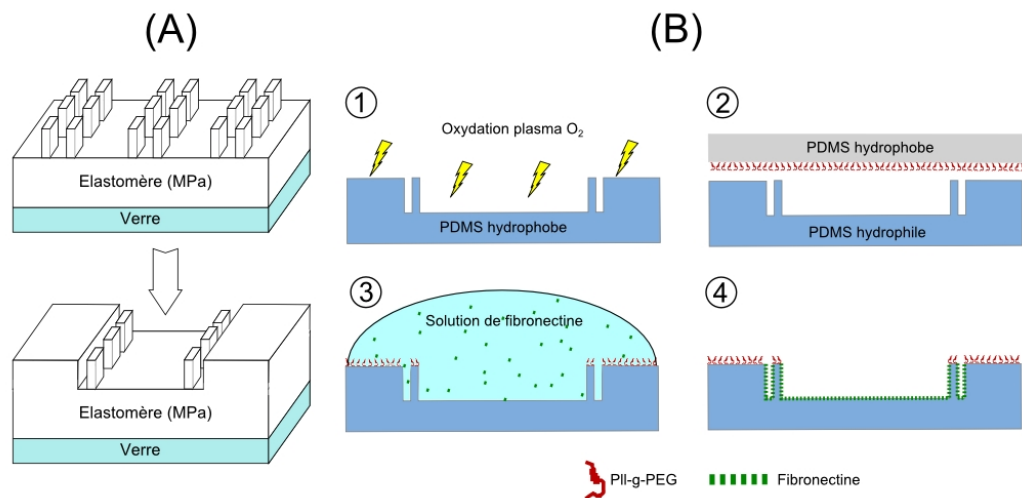 (A)
(B)
Elastomère (MPa)
Verre
Elastomère (MPa)
Verre
1
Oxydation plasma O₂
PDMS hydrophobe
2
PDMS hydrophobe
PDMS hydrophile
3
Solution de fibronectine
4
Pll-g-PEG
Fibronectine